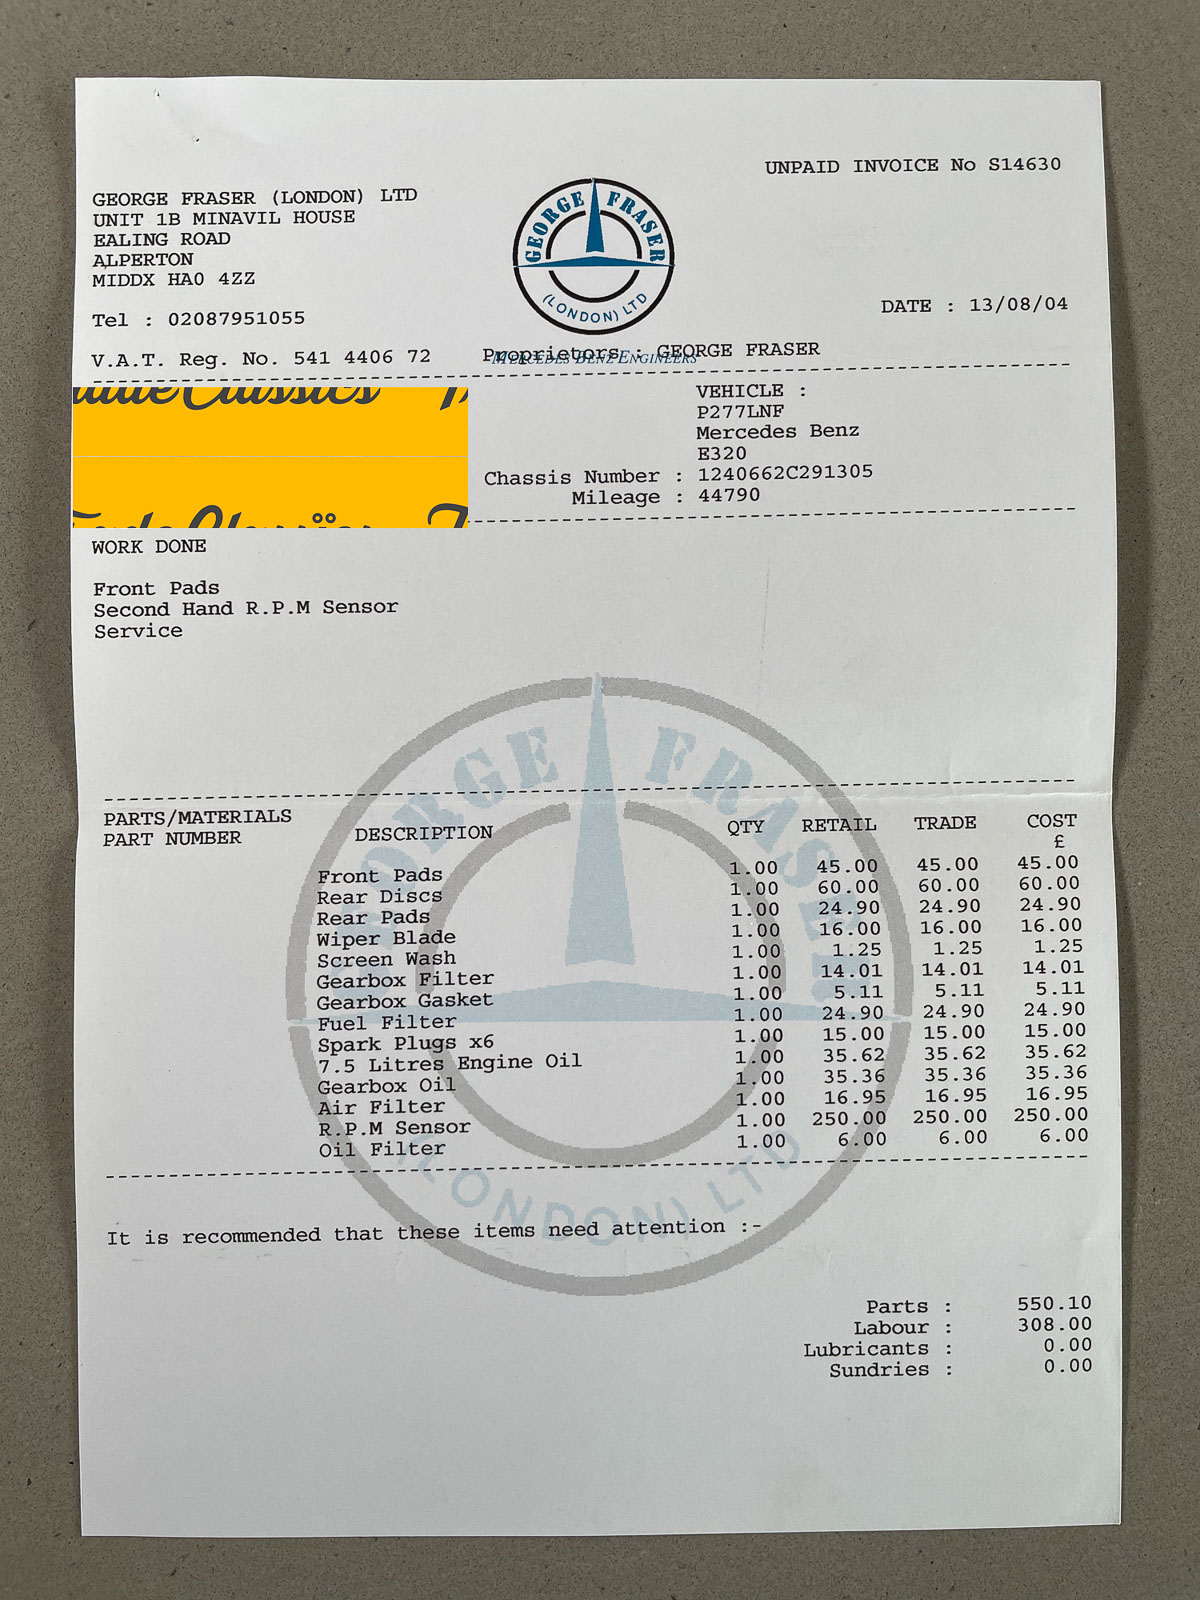 UNPAID INVOICE No S14630
GEORGE FRASER (LONDON) LTD
UNIT 1B MINAVIL HOUSE
EALING ROAD
ALPERTON
MIDDX HA0 4ZZ
GEORGE FRASER
(LONDON) LTD
DATE : 13/08/04
Tel : 02087951055
V.A.T. Reg. No. 541 4406 72
Proprietors : GEORGE FRASER
MERCEDES BENZ ENGINEERS
VEHICLE :
P277LNF
Mercedes Benz
E320
Chassis Number : 1240662C291305
Mileage : 44790
WORK DONE
Front Pads
Second Hand R.P.M Sensor
Service
GEORGE FRASER
(LONDON) LTD
PARTS/MATERIALS
PART NUMBER DESCRIPTION QTY RETAIL TRADE COST
£
Front Pads 1.00 45.00 45.00 45.00
Rear Discs 1.00 60.00 60.00 60.00
Rear Pads 1.00 24.90 24.90 24.90
Wiper Blade 1.00 16.00 16.00 16.00
Screen Wash 1.00 1.25 1.25 1.25
Gearbox Filter 1.00 14.01 14.01 14.01
Gearbox Gasket 1.00 5.11 5.11 5.11
Fuel Filter 1.00 24.90 24.90 24.90
Spark Plugs x6 1.00 15.00 15.00 15.00
7.5 Litres Engine Oil 1.00 35.62 35.62 35.62
Gearbox Oil 1.00 35.36 35.36 35.36
Air Filter 1.00 16.95 16.95 16.95
R.P.M Sensor 1.00 250.00 250.00 250.00
Oil Filter 1.00 6.00 6.00 6.00
It is recommended that these items need attention :-
Parts : 550.10
Labour : 308.00
Lubricants : 0.00
Sundries : 0.00